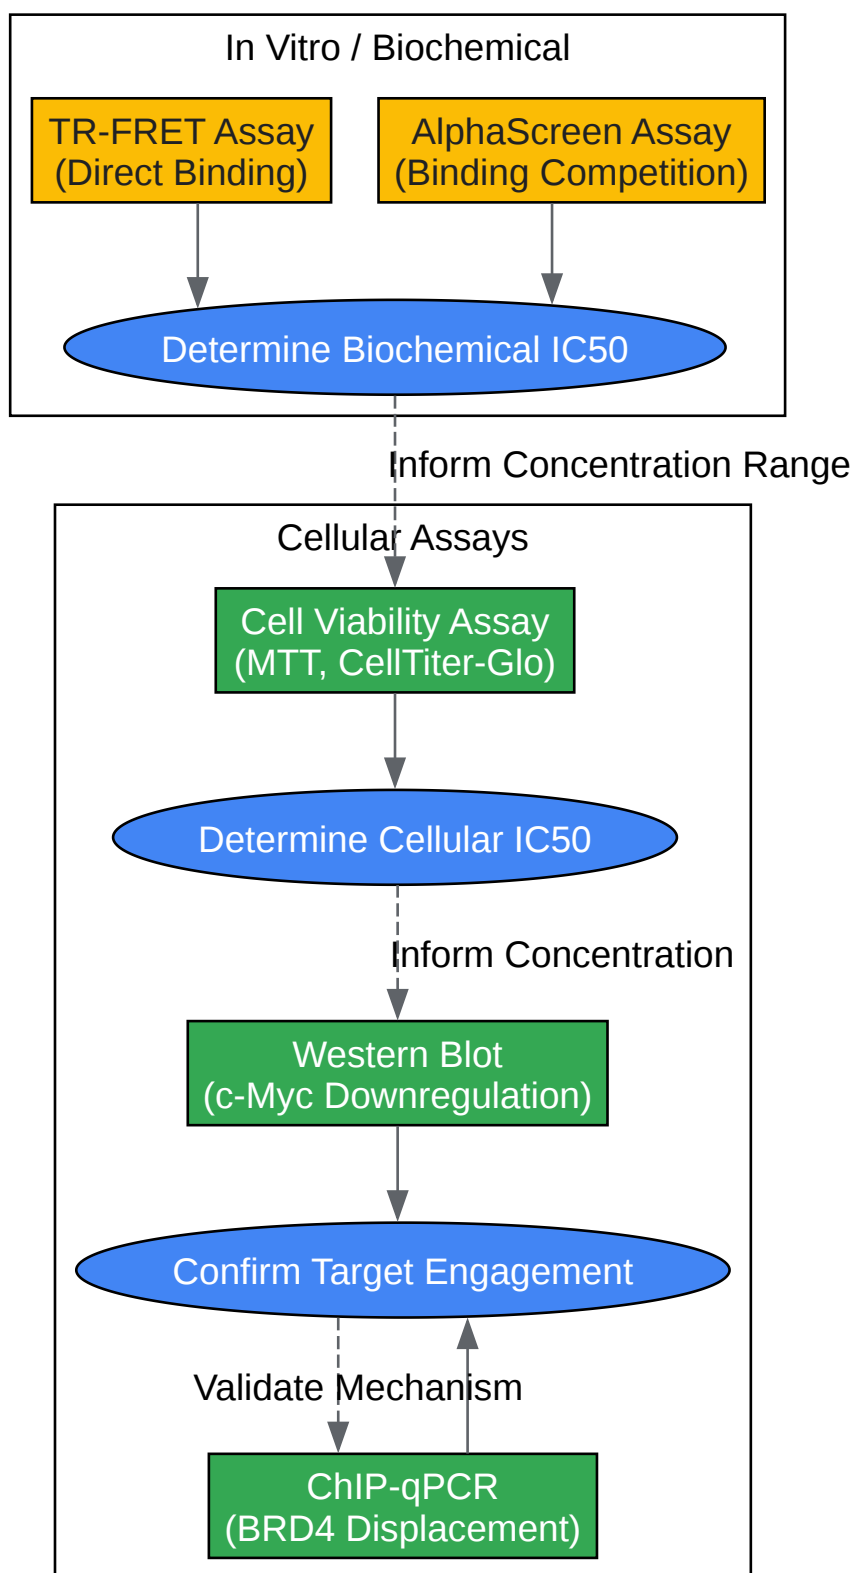 In Vitro / Biochemical
TR-FRET Assay
(Direct Binding)
AlphaScreen Assay
(Binding Competition)
Determine Biochemical IC50
Inform Concentration Range
Cellular Assays
Cell Viability Assay
(MTT, CellTiter-Glo)
Determine Cellular IC50
Inform Concentration
Western Blot
(c-Myc Downregulation)
Confirm Target Engagement
Validate Mechanism
ChIP-qPCR
(BRD4 Displacement)